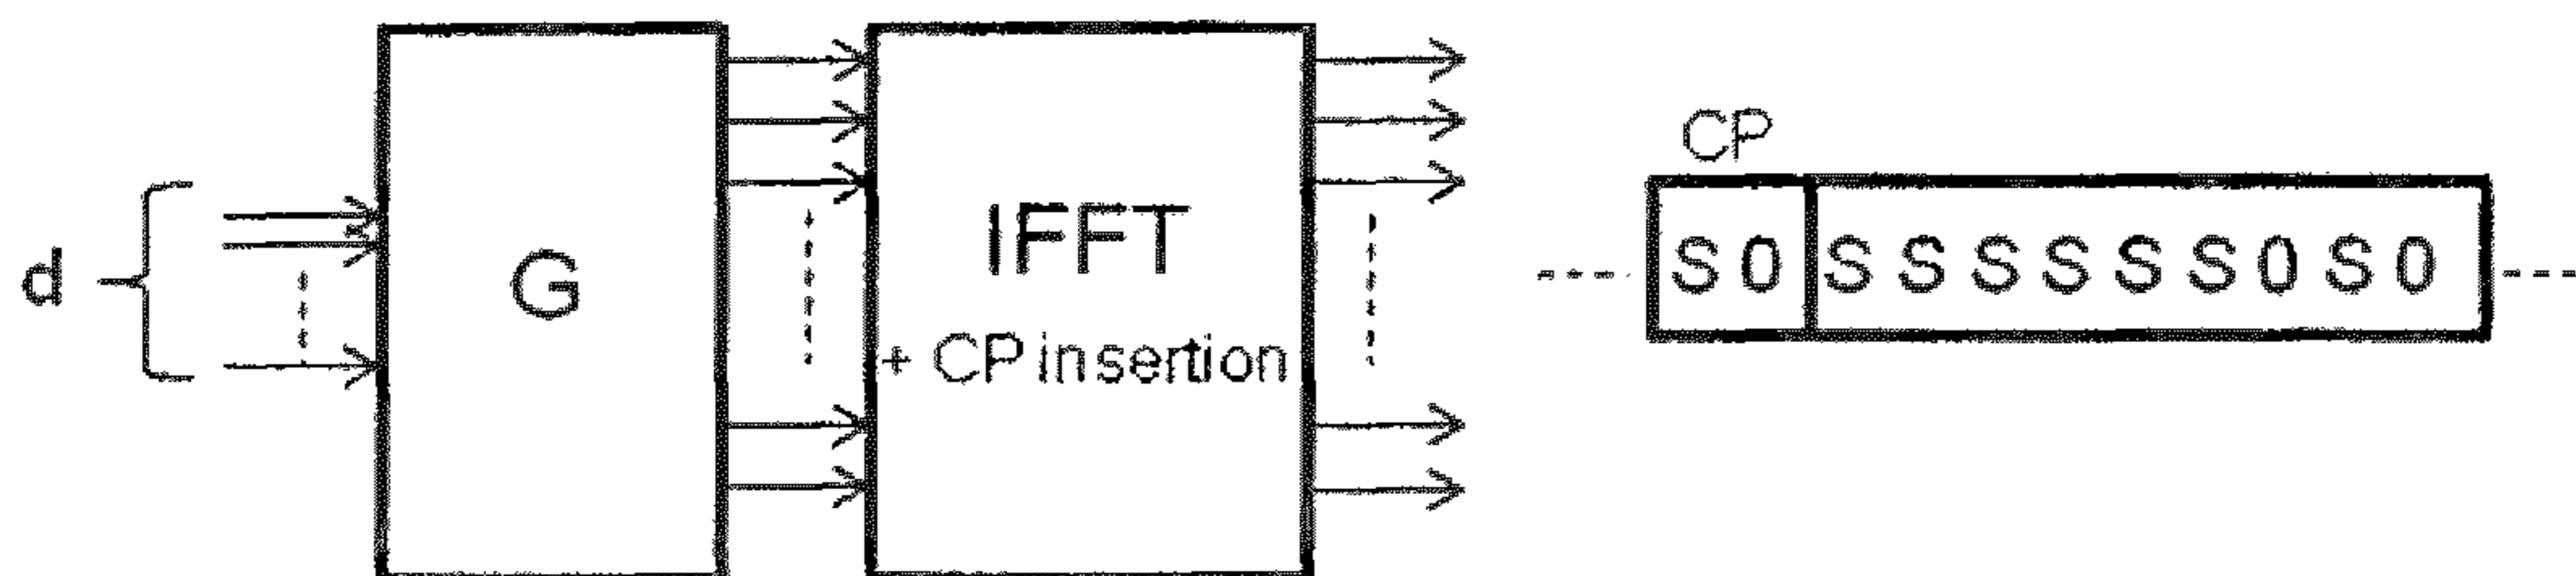 CP
d
G
IFFT
+ CP insertion
S 0 S S S S S S 0 S 0